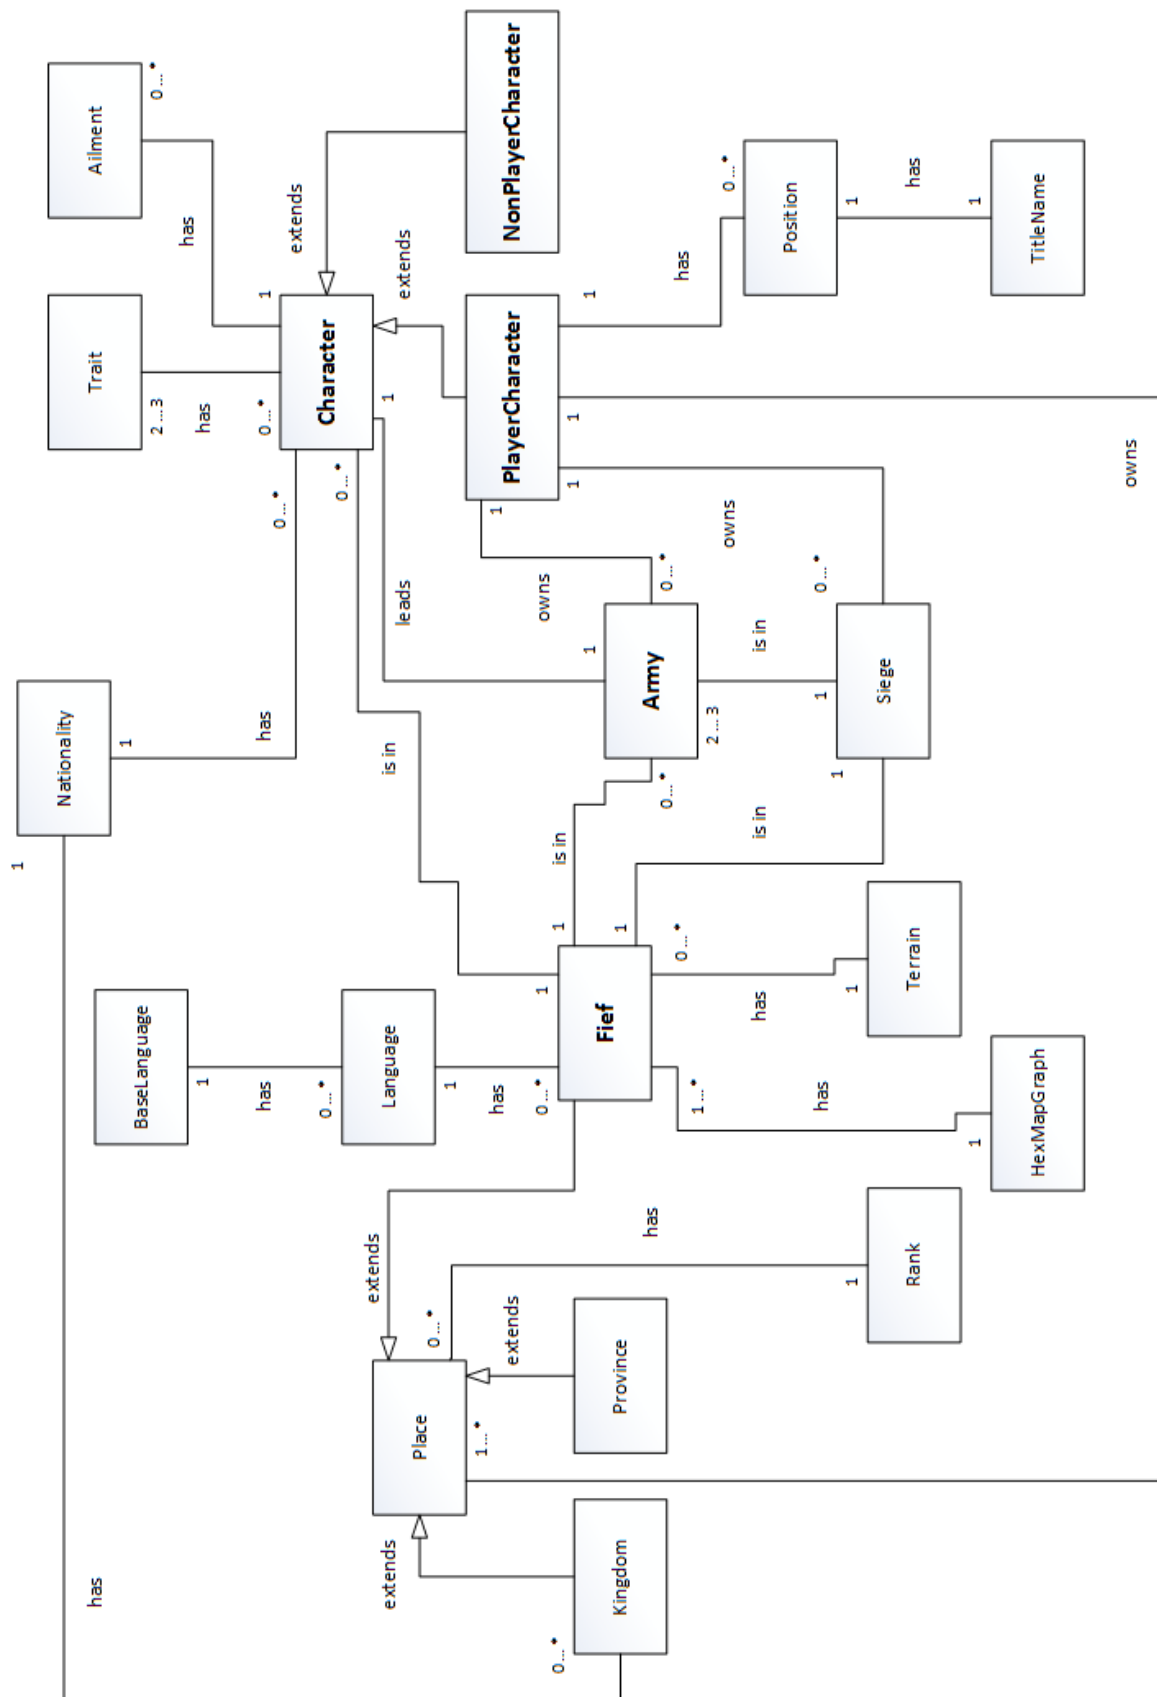 has
0...*
Kingdom
extends
Place
1...*
extends
Province
0...*
extends
has
1
Rank
1
Nationality
1
has
0...*
BaseLanguage
1
has
0...*
Language
1
has
0...*
Fief
1
is in
0...*
1
is in
0...*
1
is in
1
0...*
has
1
Terrain
1...*
has
1
HexMapGraph
Trait
2...3
has
0...*
Ailment
0...*
has
1
Character
1
leads
1
Army
2...3
is in
1
Siege
extends
NonPlayerCharacter
extends
PlayerCharacter
1
owns
0...*
1
owns
0...*
1
owns
1
has
0...*
Position
1
has
1
TitleName